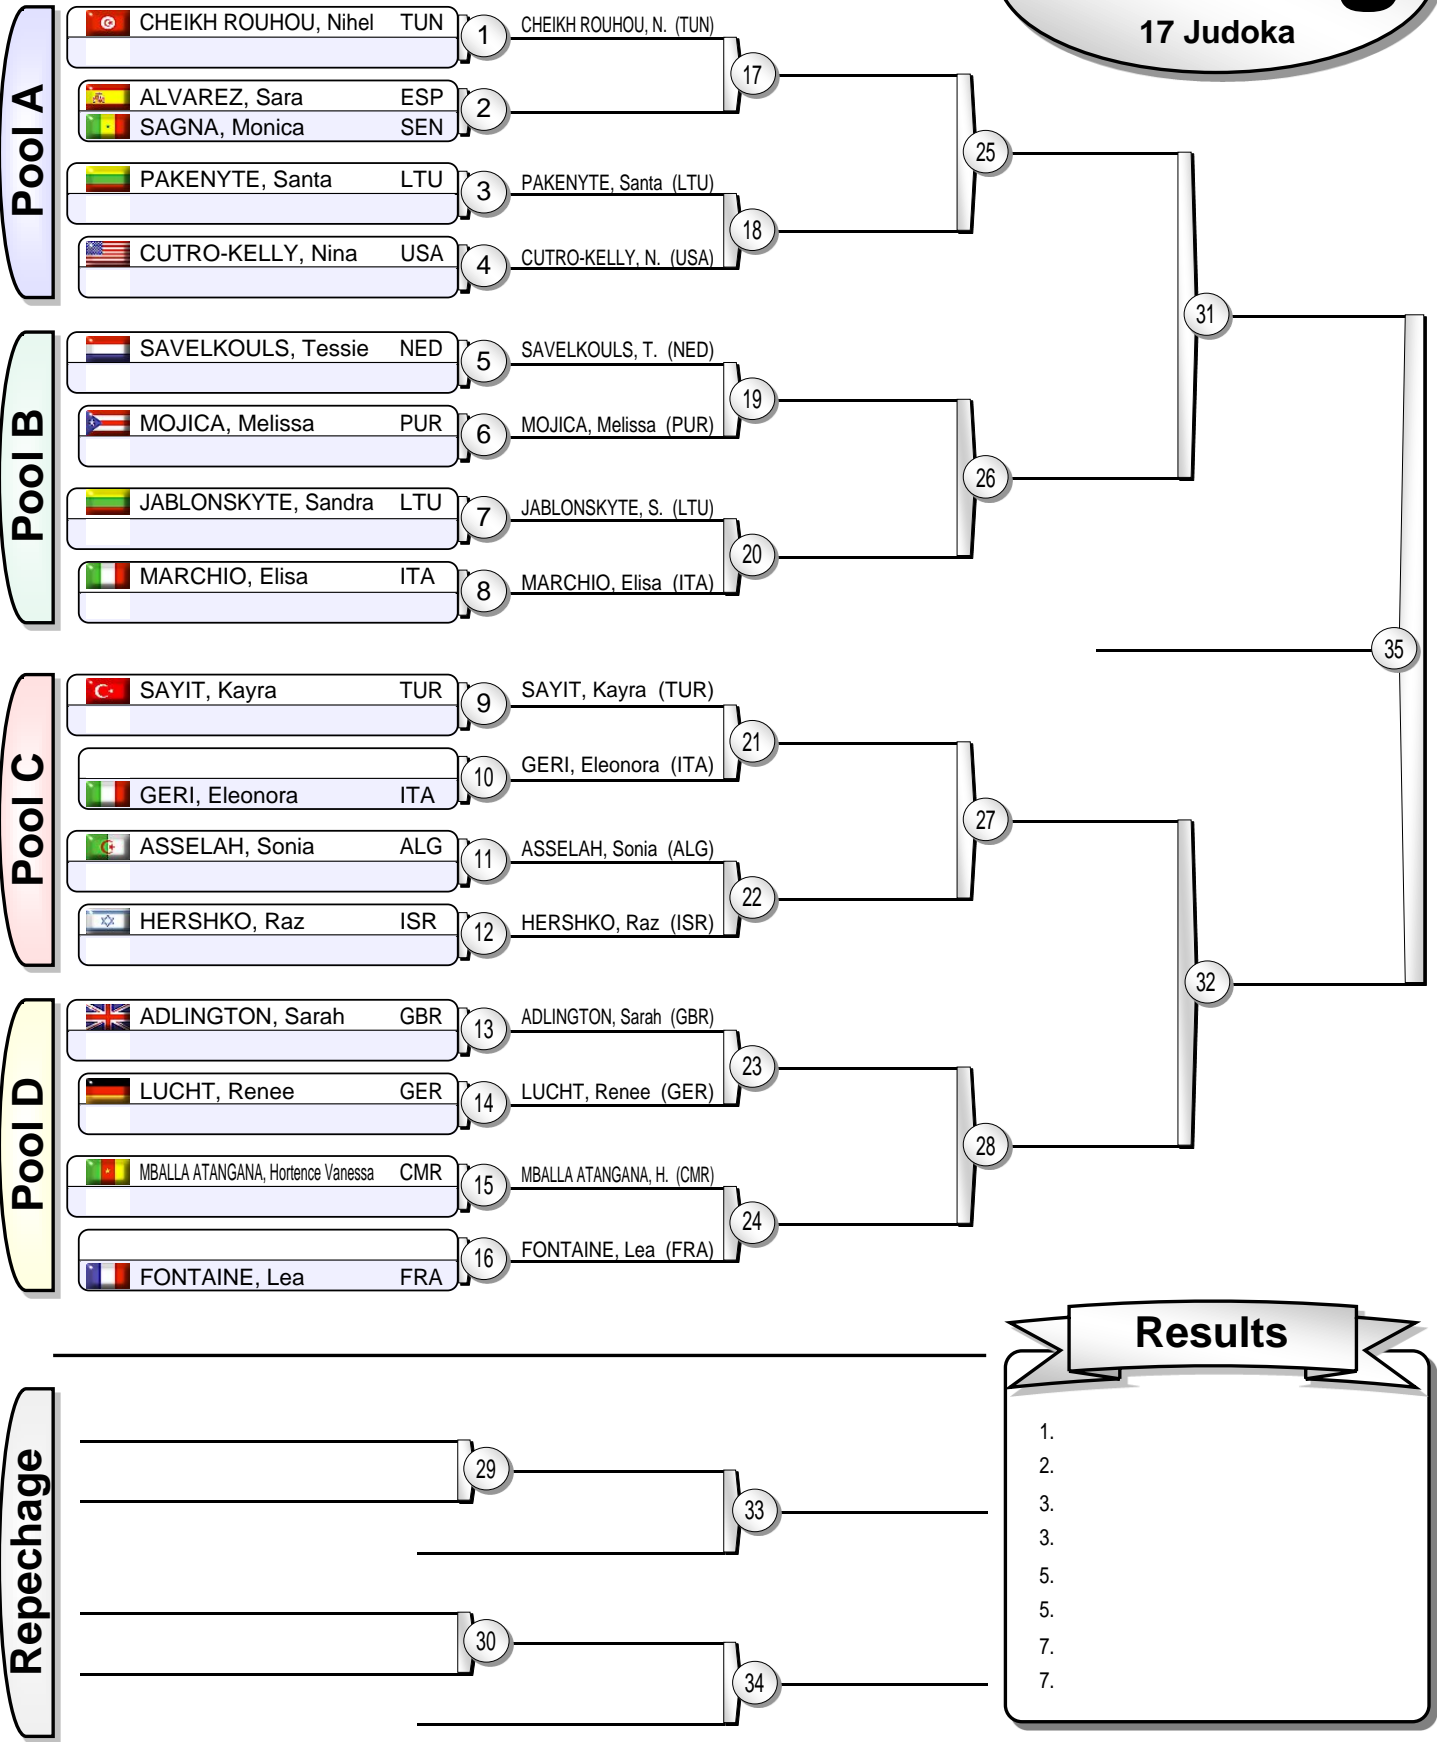 17 Judoka
Pool A
CHEIKH ROUHOU, Nihel TUN
1
CHEIKH ROUHOU, N. (TUN)
17
ALVAREZ, Sara ESP
SAGNA, Monica SEN
2
25
PAKENYTE, Santa LTU
3
PAKENYTE, Santa (LTU)
18
CUTRO-KELLY, Nina USA
4
CUTRO-KELLY, N. (USA)
31
Pool B
SAVELKOULS, Tessie NED
5
SAVELKOULS, T. (NED)
19
MOJICA, Melissa PUR
6
MOJICA, Melissa (PUR)
26
JABLONSKYTE, Sandra LTU
7
JABLONSKYTE, S. (LTU)
20
MARCHIO, Elisa ITA
8
MARCHIO, Elisa (ITA)
35
Pool C
SAYIT, Kayra TUR
9
SAYIT, Kayra (TUR)
21
GERI, Eleonora ITA
10
GERI, Eleonora (ITA)
27
ASSELAH, Sonia ALG
11
ASSELAH, Sonia (ALG)
22
HERSHKO, Raz ISR
12
HERSHKO, Raz (ISR)
32
Pool D
ADLINGTON, Sarah GBR
13
ADLINGTON, Sarah (GBR)
23
LUCHT, Renee GER
14
LUCHT, Renee (GER)
28
MBALLA ATANGANA, Hortence Vanessa CMR
15
MBALLA ATANGANA, H. (CMR)
24
FONTAINE, Lea FRA
16
FONTAINE, Lea (FRA)
Repechage
29
33
30
34
Results
1.
2.
3.
3.
5.
5.
7.
7.